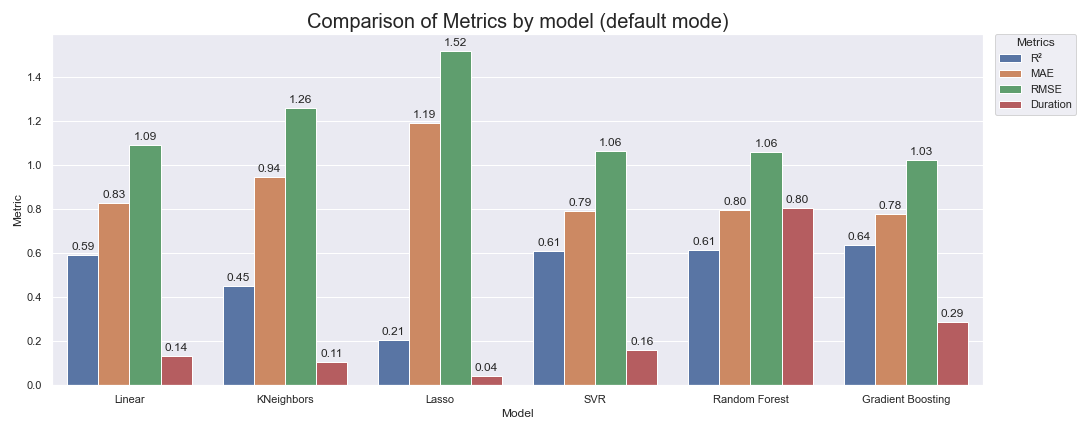 Comparison of Metrics by model (default mode)
Metrics
R²
MAE
RMSE
Duration
Metric
1.4
1.2
1.0
0.8
0.6
0.4
0.2
0.0
0.59
0.83
1.09
0.14
0.45
0.94
1.26
0.11
0.21
1.19
1.52
0.04
0.61
0.79
1.06
0.16
0.61
0.80
1.06
0.80
0.64
0.78
1.03
0.29
Linear
KNeighbors
Lasso
SVR
Random Forest
Gradient Boosting
Model